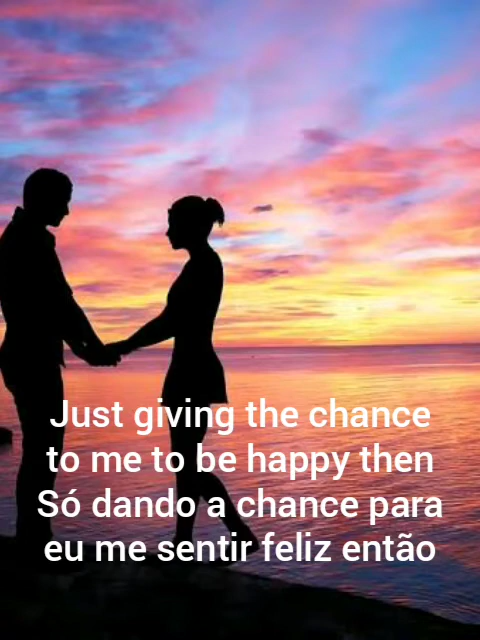 Just giving the chance
to me to be happy then
Só dando a chance para
eu me sentir feliz então